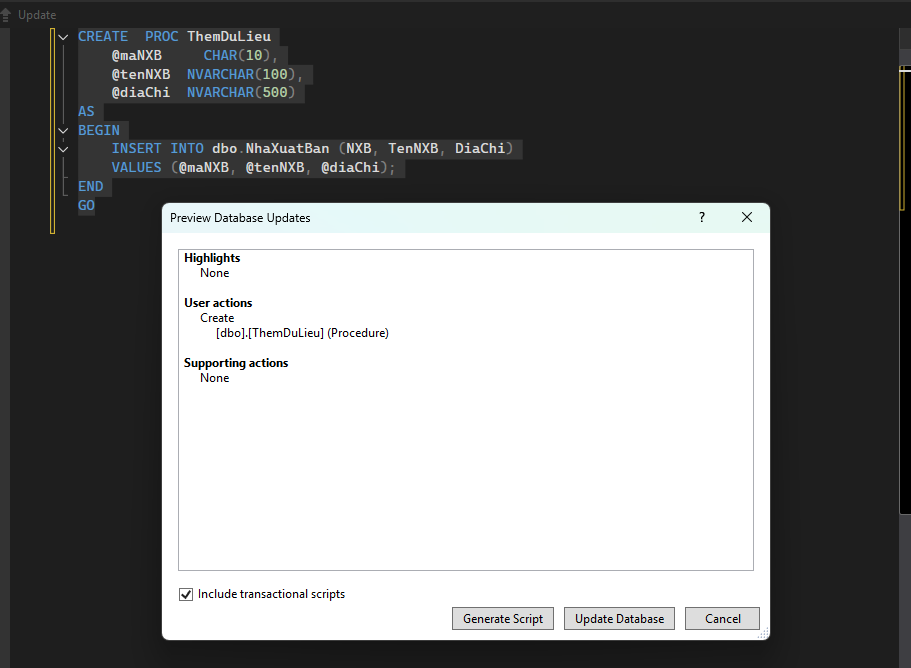 Update
CREATE  PROC ThemDuLieu
    @maNXB     CHAR(10),
    @tenNXB  NVARCHAR(100),
    @diaChi  NVARCHAR(500)
AS
BEGIN
    INSERT INTO dbo.NhaXuatBan (NXB, TenNXB, DiaChi)
    VALUES (@maNXB, @tenNXB, @diaChi);
END
GO
Preview Database Updates
?
Highlights
None
User actions
Create
[dbo].[ThemDuLieu] (Procedure)
Supporting actions
None
Include transactional scripts
Generate Script Update Database Cancel